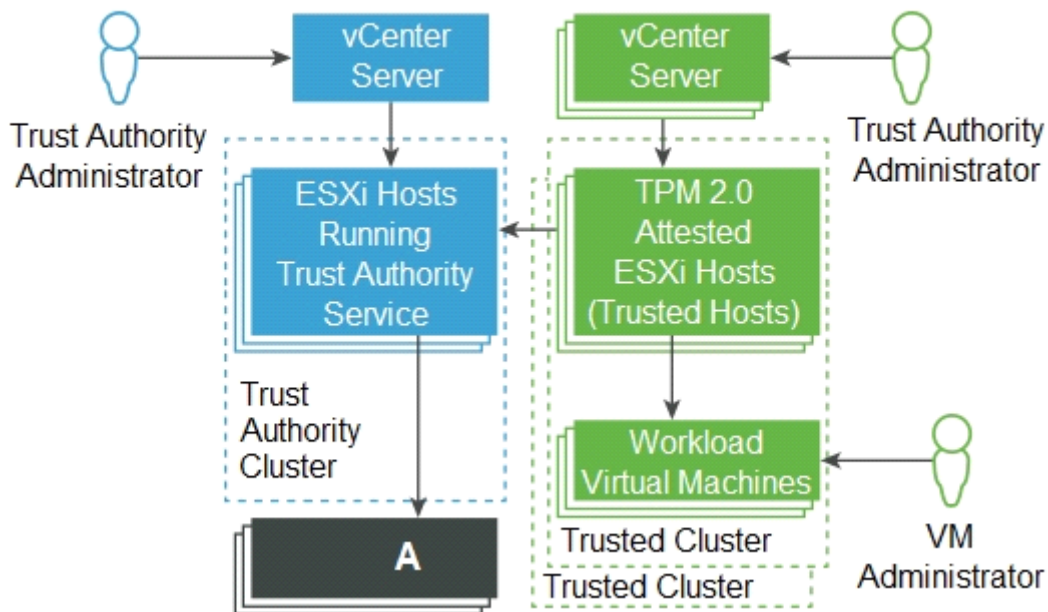 vCenter
Server
vCenter
Server
Trust Authority
Administrator
Trust Authority
Administrator
ESXi Hosts
Running
Trust Authority
Service
TPM 2.0
Attested
ESXi Hosts
(Trusted Hosts)
Trust
Authority
Cluster
Workload
Virtual Machines
A
Trusted Cluster
Trusted Cluster
VM
Administrator